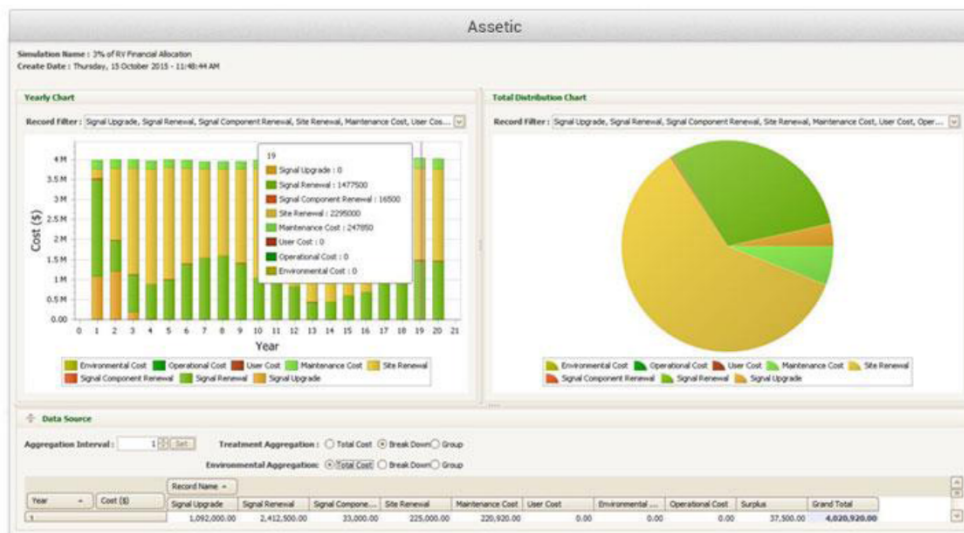 Assetic
Simulation Name : 3% of RV Financial Allocation
Create Date : Thursday, 15 October 2015 - 11:48:44 AM
Yearly Chart
Record Filter : Signal Upgrade, Signal Renewal, Signal Component Renewal, Site Renewal, Maintenance Cost, User Cos...
Cost ($)
4 M
3.5 M
3 M
2.5 M
2 M
1.5 M
1 M
0.5 M
0.00
19
Signal Upgrade : 0
Signal Renewal : 1477500
Signal Component Renewal : 16500
Site Renewal : 2295000
Maintenance Cost : 247850
User Cost : 0
Operational Cost : 0
Environmental Cost : 0
0 1 2 3 4 5 6 7 8 9 10 11 12 13 14 15 16 17 18 19 20 21
Year
Environmental Cost Operational Cost User Cost Maintenance Cost Site Renewal
Signal Component Renewal Signal Renewal Signal Upgrade
Total Distribution Chart
Record Filter : Signal Upgrade, Signal Renewal, Signal Component Renewal, Site Renewal, Maintenance Cost, User Cost, Oper...
Environmental Cost Operational Cost User Cost Maintenance Cost Site Renewal
Signal Component Renewal Signal Renewal Signal Upgrade
Data Source
Aggregation Interval : 1 Set Treatment Aggregation : Total Cost Break Down Group
Environmental Aggregation: Total Cost Break Down Group
Record Name
Year Cost ($) Signal Upgrade Signal Renewal Signal Compone... Site Renewal Maintenance Cost User Cost Environmental ... Operational Cost Surplus Grand Total
1 1,092,000.00 2,412,500.00 33,000.00 225,000.00 220,920.00 0.00 0.00 0.00 37,500.00 4,020,920.00